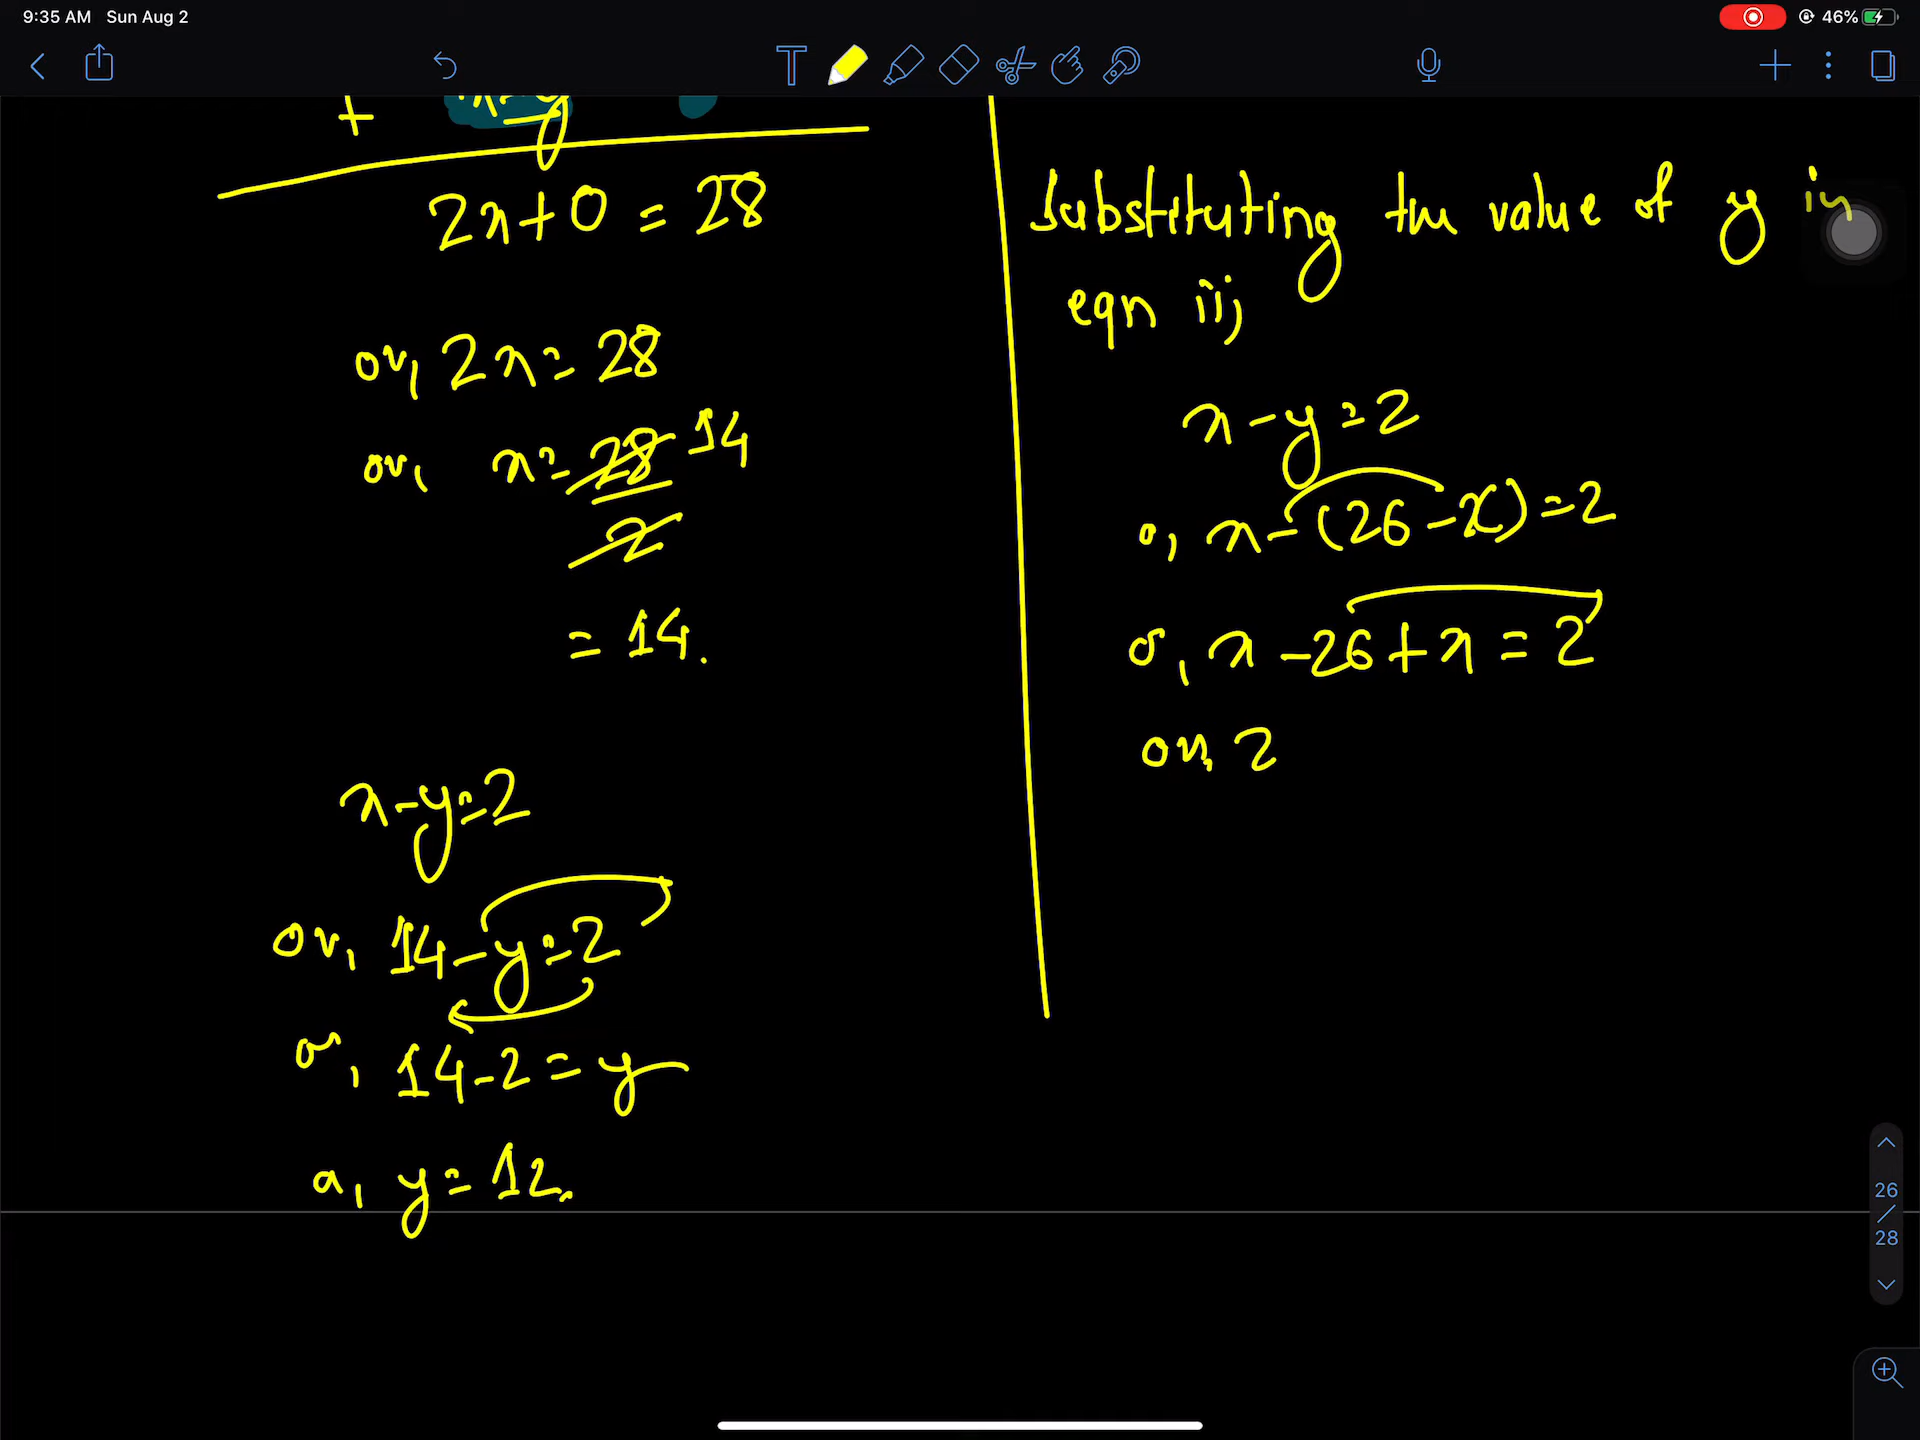 9:35 AM Sun Aug 2
46%
+
2x+0 = 28
or, 2x = 28
or, x = 28 14
2
= 14.
x-y=2
or, 14-y=2
or, 14-2=y
or, y=12.
Substituting the value of y in
eqn ii;
x-y=2
or, x-(26-x)=2
or, x-26+x=2
or, 2
26
/
28